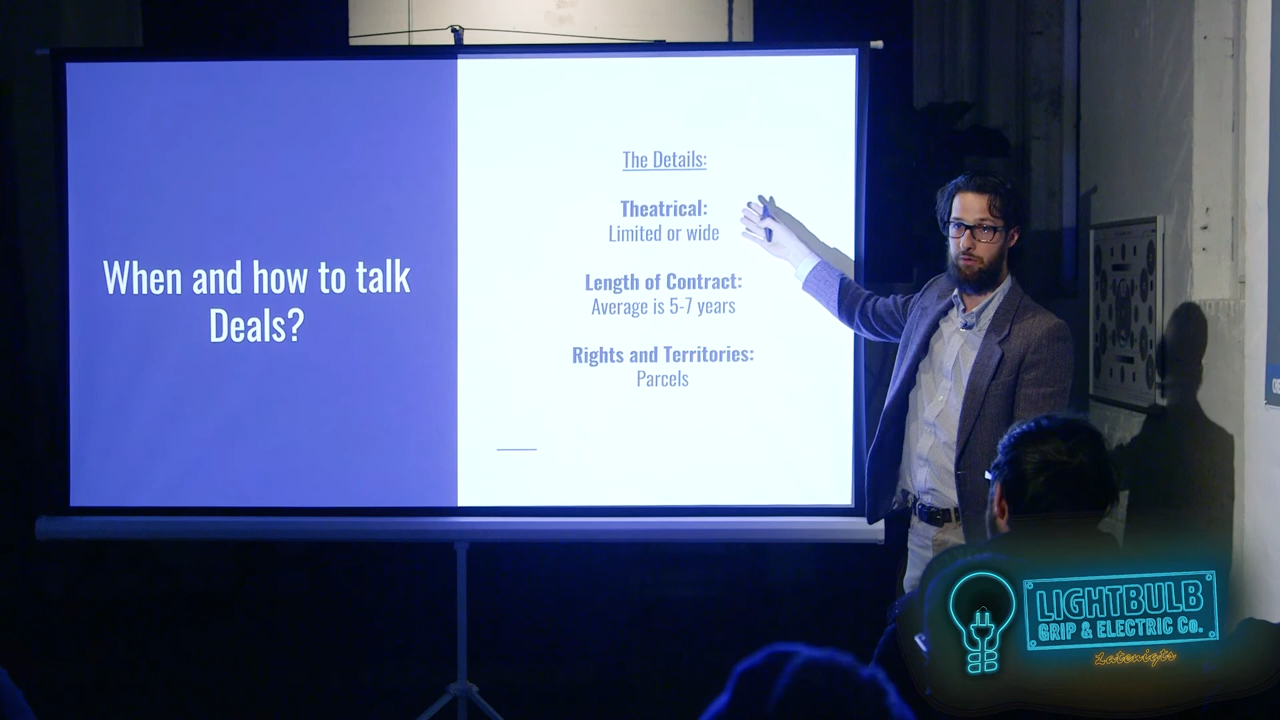 When and how to talk
Deals?
The Details:
Theatrical:
Limited or wide
Length of Contract:
Average is 5-7 years
Rights and Territories:
Parcels
LIGHTBULB
GRIP & ELECTRIC Co.